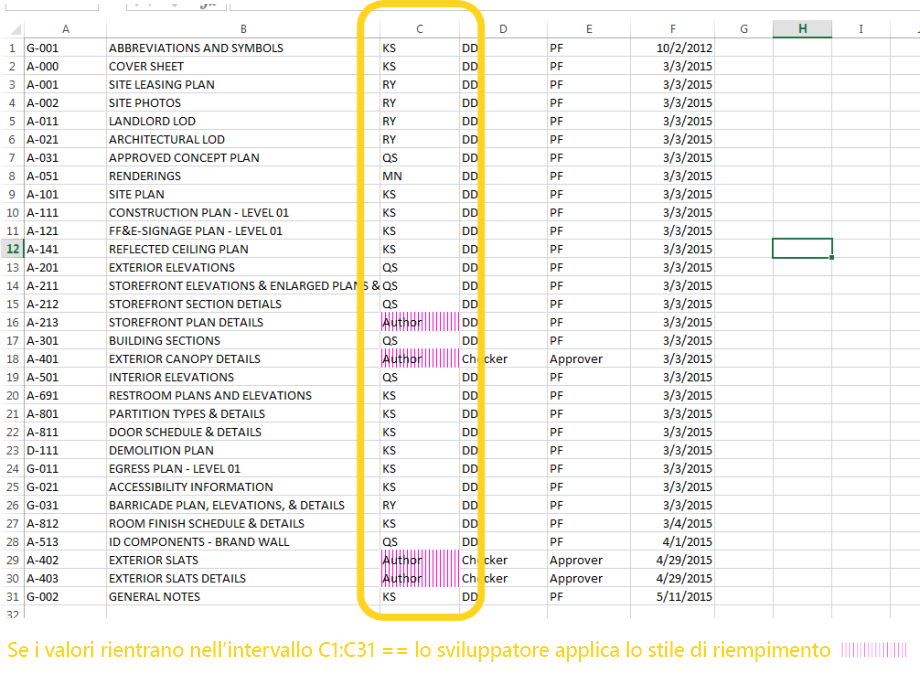 A B C D E F G H I
1 G-001 ABBREVIATIONS AND SYMBOLS KS DD PF 10/2/2012
2 A-000 COVER SHEET KS DD PF 3/3/2015
3 A-001 SITE LEASING PLAN RY DD PF 3/3/2015
4 A-002 SITE PHOTOS RY DD PF 3/3/2015
5 A-011 LANDLORD LOD RY DD PF 3/3/2015
6 A-021 ARCHITECTURAL LOD RY DD PF 3/3/2015
7 A-031 APPROVED CONCEPT PLAN QS DD PF 3/3/2015
8 A-051 RENDERINGS MN DD PF 3/3/2015
9 A-101 SITE PLAN KS DD PF 3/3/2015
10 A-111 CONSTRUCTION PLAN - LEVEL 01 KS DD PF 3/3/2015
11 A-121 FF&E-SIGNAGE PLAN - LEVEL 01 KS DD PF 3/3/2015
12 A-141 REFLECTED CEILING PLAN KS DD PF 3/3/2015
13 A-201 EXTERIOR ELEVATIONS QS DD PF 3/3/2015
14 A-211 STOREFRONT ELEVATIONS & ENLARGED PLANS & QS DD PF 3/3/2015
15 A-212 STOREFRONT SECTION DETIALS QS DD PF 3/3/2015
16 A-213 STOREFRONT PLAN DETAILS Author DD PF 3/3/2015
17 A-301 BUILDING SECTIONS QS DD PF 3/3/2015
18 A-401 EXTERIOR CANOPY DETAILS Author Checker Approver 3/3/2015
19 A-501 INTERIOR ELEVATIONS QS DD PF 3/3/2015
20 A-691 RESTROOM PLANS AND ELEVATIONS KS DD PF 3/3/2015
21 A-801 PARTITION TYPES & DETAILS KS DD PF 3/3/2015
22 A-811 DOOR SCHEDULE & DETAILS KS DD PF 3/3/2015
23 D-111 DEMOLITION PLAN KS DD PF 3/3/2015
24 G-011 EGRESS PLAN - LEVEL 01 KS DD PF 3/3/2015
25 G-021 ACCESSIBILITY INFORMATION KS DD PF 3/3/2015
26 G-031 BARRICADE PLAN, ELEVATIONS, & DETAILS RY DD PF 3/3/2015
27 A-812 ROOM FINISH SCHEDULE & DETAILS KS DD PF 3/4/2015
28 A-513 ID COMPONENTS - BRAND WALL QS DD PF 4/1/2015
29 A-402 EXTERIOR SLATS Author Checker Approver 4/29/2015
30 A-403 EXTERIOR SLATS DETAILS Author Checker Approver 4/29/2015
31 G-002 GENERAL NOTES KS DD PF 5/11/2015
32
Se i valori rientrano nell'intervallo C1:C31 == lo sviluppatore applica lo stile di riempimento